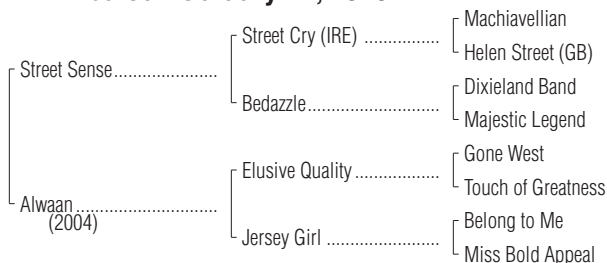 Machiavellian
Street Cry (IRE) ..................
Helen Street (GB)
Street Sense.........................
Dixieland Band
Bedazzle................................
Majestic Legend
Gone West
Elusive Quality ....................
Touch of Greatness
Alwaan ..................................
(2004)
Belong to Me
Jersey Girl ...........................
Miss Bold Appeal